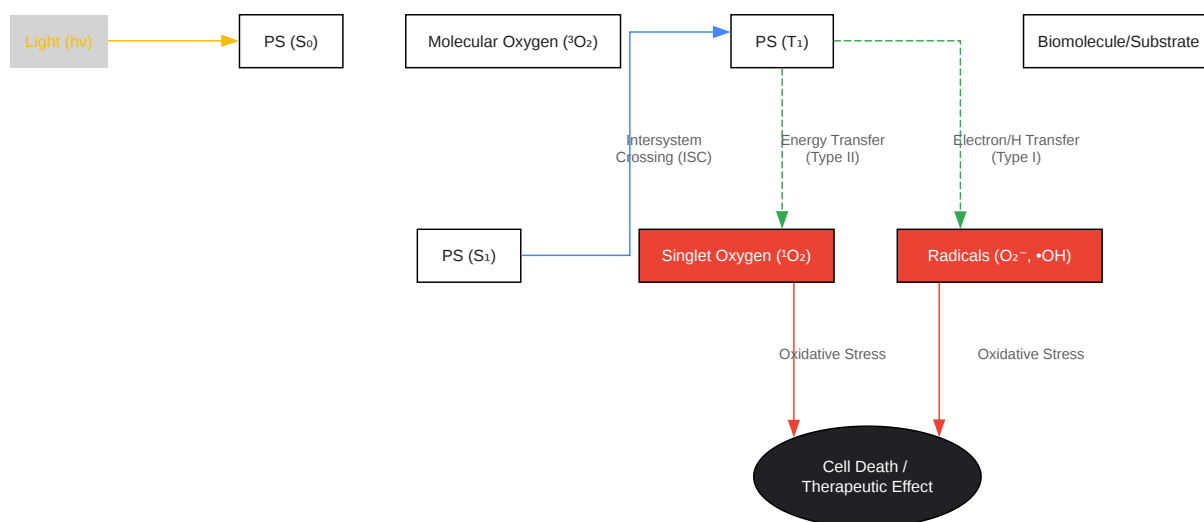 Light (hν)
PS (S₀)
Molecular Oxygen (³O₂)
PS (T₁)
Biomolecule/Substrate
Intersystem
Crossing (ISC)
Energy Transfer
(Type II)
Electron/H Transfer
(Type I)
PS (S₁)
Singlet Oxygen (¹O₂)
Radicals (O₂⁻, •OH)
Oxidative Stress
Oxidative Stress
Cell Death /
Therapeutic Effect